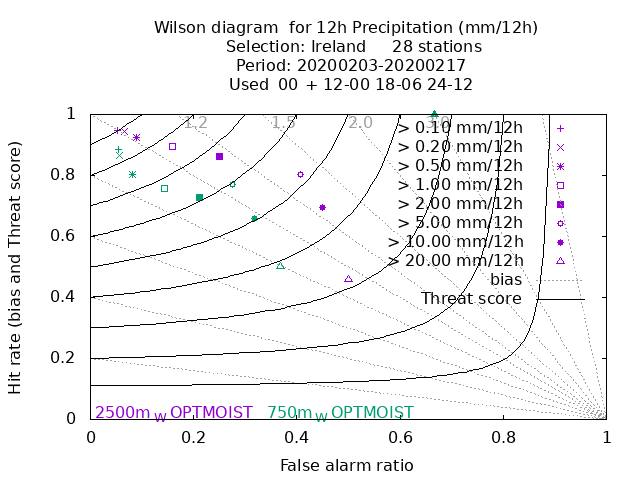 Wilson diagram for 12h Precipitation (mm/12h)
Selection: Ireland 28 stations
Period: 20200203-20200217
Used 00 + 12-00 18-06 24-12
Hit rate (bias and Threat score)
1
0.8
0.6
0.4
0.2
0
1.2 1.5 2.0
> 0.10 mm/12h
> 0.20 mm/12h
> 0.50 mm/12h
> 1.00 mm/12h
> 2.00 mm/12h
> 5.00 mm/12h
> 10.00 mm/12h
> 20.00 mm/12h
bias
Threat score
2500m_W OPTMOIST 750m_W OPTMOIST
0 0.2 0.4 0.6 0.8 1
False alarm ratio